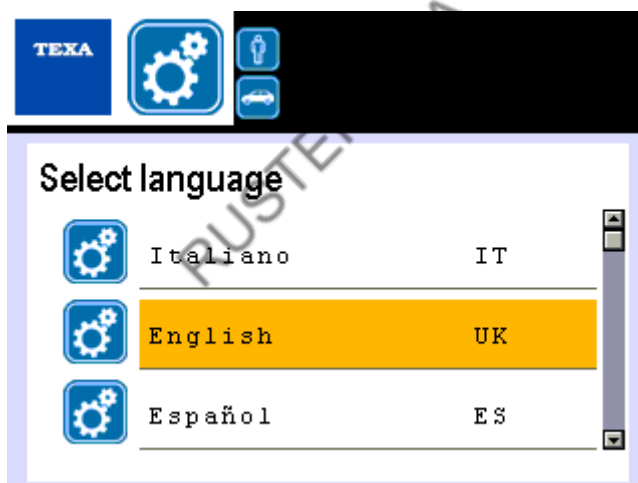 TEXA
Select language
Italiano IT
English UK
Español ES